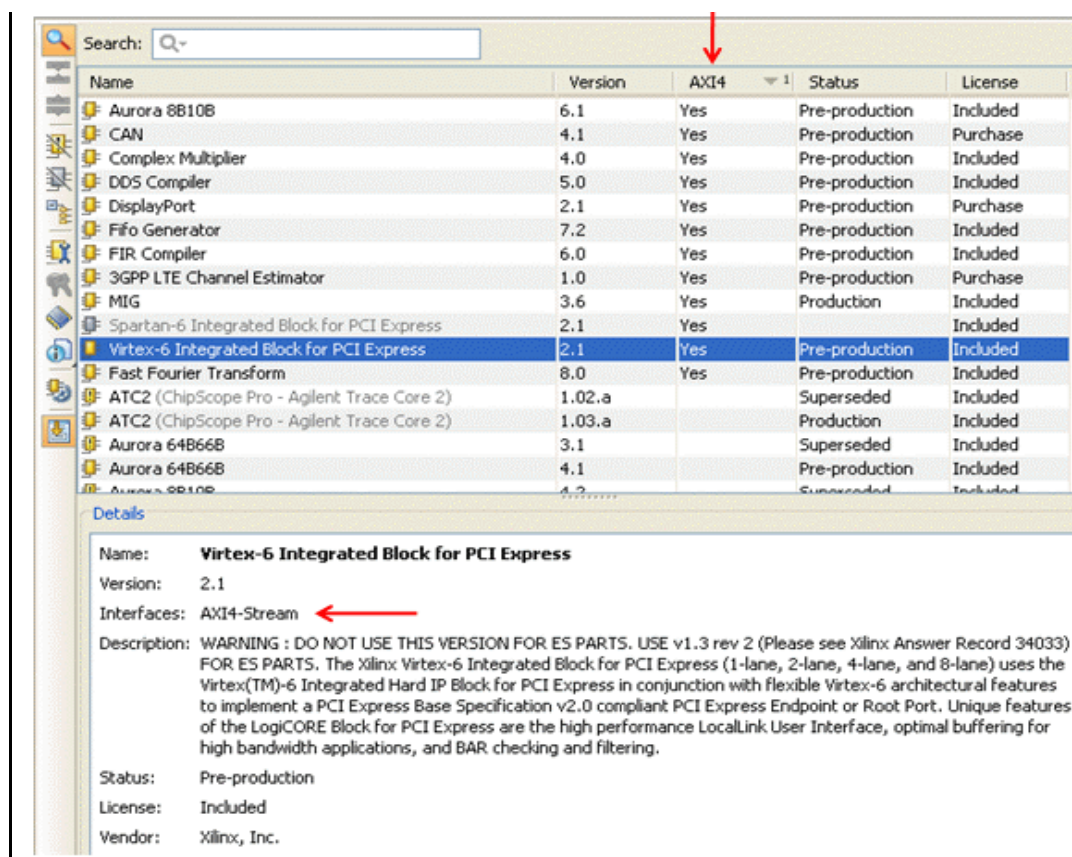 Search:
Name Version AXI4 1 Status License
Aurora 8B10B 6.1 Yes Pre-production Included
CAN 4.1 Yes Pre-production Purchase
Complex Multiplier 4.0 Yes Pre-production Included
DDS Compiler 5.0 Yes Pre-production Included
DisplayPort 2.1 Yes Pre-production Purchase
Fifo Generator 7.2 Yes Pre-production Included
FIR Compiler 6.0 Yes Pre-production Included
3GPP LTE Channel Estimator 1.0 Yes Pre-production Purchase
MIG 3.6 Yes Production Included
Spartan-6 Integrated Block for PCI Express 2.1 Yes Included
Virtex-6 Integrated Block for PCI Express 2.1 Yes Pre-production Included
Fast Fourier Transform 8.0 Yes Pre-production Included
ATC2 (ChipScope Pro - Agilent Trace Core 2) 1.02.a Superseded Included
ATC2 (ChipScope Pro - Agilent Trace Core 2) 1.03.a Production Included
Aurora 64B66B 3.1 Superseded Included
Aurora 64B66B 4.1 Pre-production Included
Aurora 8B10B 4.2 Superseded Included
Details
Name: Virtex-6 Integrated Block for PCI Express
Version: 2.1
Interfaces: AXI4-Stream
Description: WARNING : DO NOT USE THIS VERSION FOR ES PARTS. USE v1.3 rev 2 (Please see Xilinx Answer Record 34033)
FOR ES PARTS. The Xilinx Virtex-6 Integrated Block for PCI Express (1-lane, 2-lane, 4-lane, and 8-lane) uses the
Virtex(TM)-6 Integrated Hard IP Block for PCI Express in conjunction with flexible Virtex-6 architectural features
to implement a PCI Express Base Specification v2.0 compliant PCI Express Endpoint or Root Port. Unique features
of the LogiCORE Block for PCI Express are the high performance LocalLink User Interface, optimal buffering for
high bandwidth applications, and BAR checking and filtering.
Status: Pre-production
License: Included
Vendor: Xilinx, Inc.